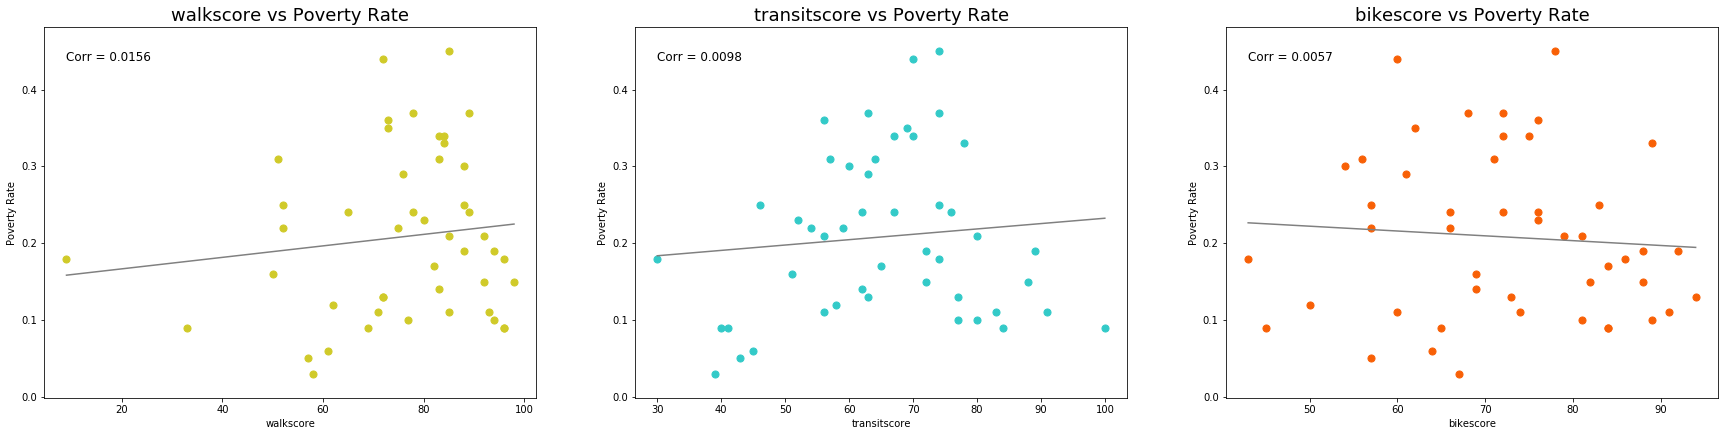 walkscore vs Poverty Rate
Corr = 0.0156
Poverty Rate
0.4
0.3
0.2
0.1
0.0
20 40 60 80 100
walkscore
transitscore vs Poverty Rate
Corr = 0.0098
Poverty Rate
0.4
0.3
0.2
0.1
0.0
30 40 50 60 70 80 90 100
transitscore
bikescore vs Poverty Rate
Corr = 0.0057
Poverty Rate
0.4
0.3
0.2
0.1
0.0
50 60 70 80 90
bikescore